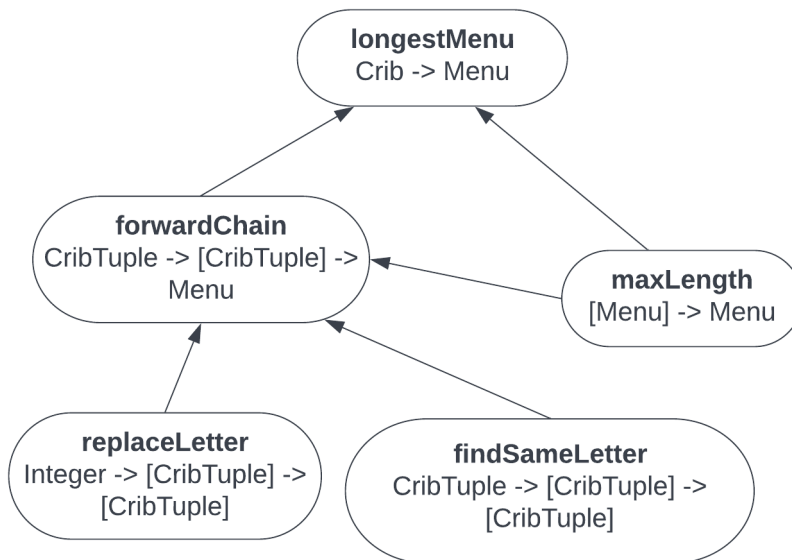 longestMenu
Crib -> Menu
forwardChain
CribTuple -> [CribTuple] ->
Menu
maxLength
[Menu] -> Menu
replaceLetter
Integer -> [CribTuple] ->
[CribTuple]
findSameLetter
CribTuple -> [CribTuple] ->
[CribTuple]